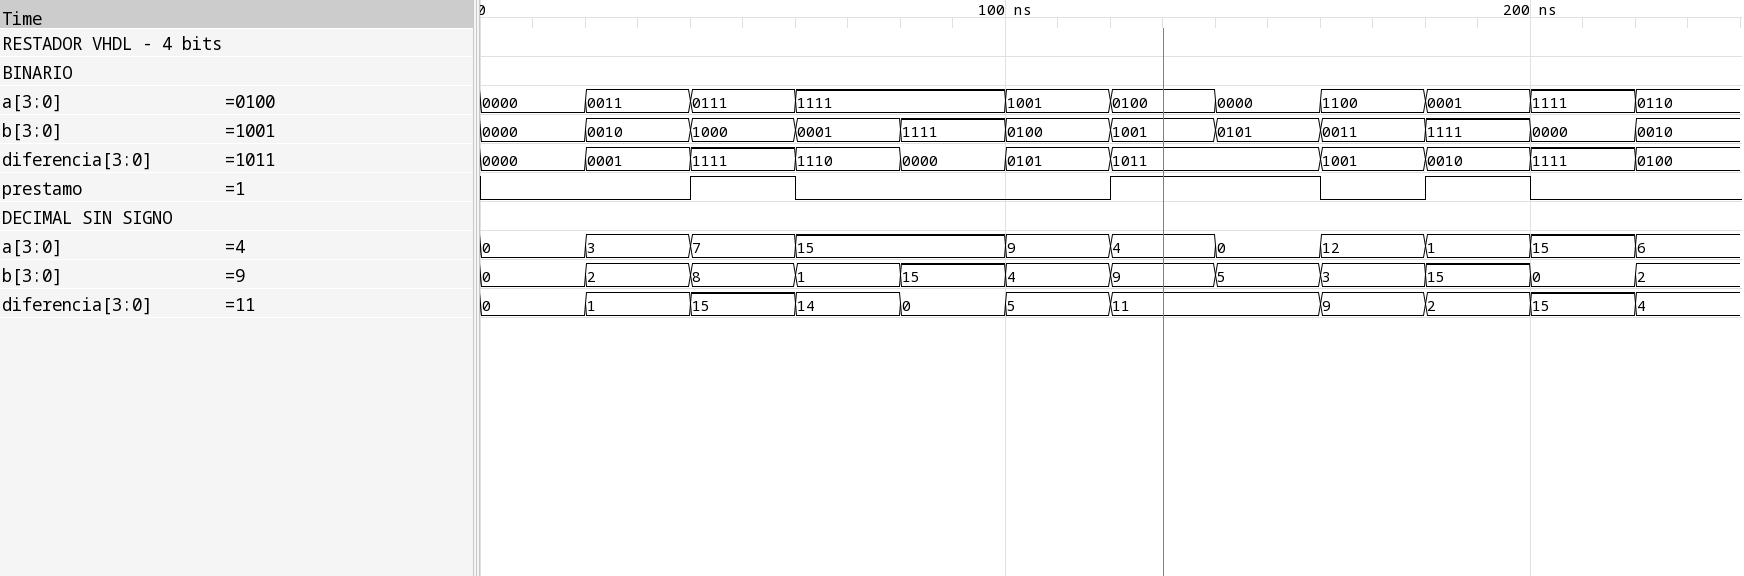 0 100 ns 200 ns
Time
RESTADOR VHDL - 4 bits
BINARIO
a[3:0] =0100 0000 0011 0111 1111 1001 0100 0000 1100 0001 1111 0110
b[3:0] =1001 0000 0010 1000 0001 1111 0100 1001 0101 0011 1111 0000 0010
diferencia[3:0] =1011 0000 0001 1111 1110 0000 0101 1011 1001 0010 1111 0100
prestamo =1
DECIMAL SIN SIGNO
a[3:0] =4 0 3 7 15 9 4 0 12 1 15 6
b[3:0] =9 0 2 8 1 15 4 9 5 3 15 0 2
diferencia[3:0] =11 0 1 15 14 0 5 11 9 2 15 4